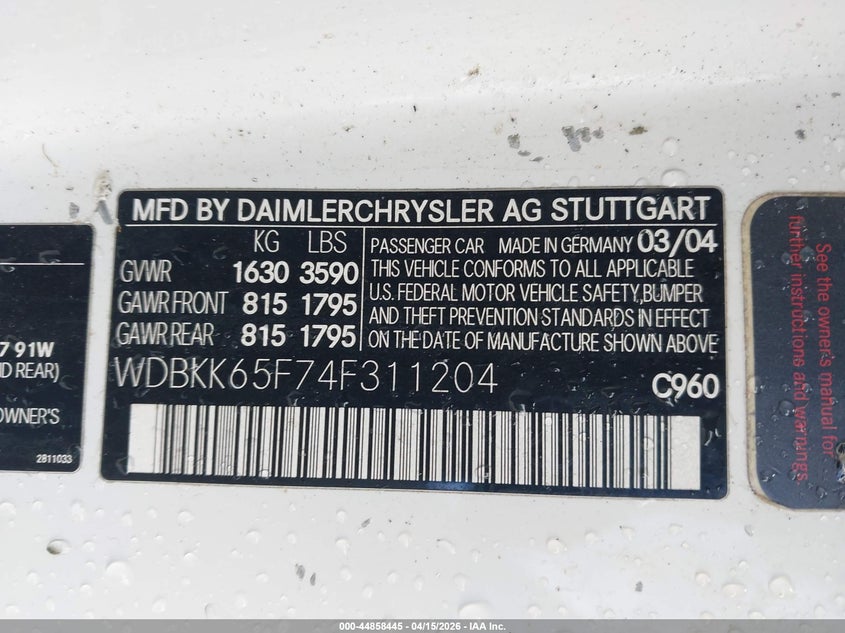 MFD BY DAIMLERCHRYSLER AG STUTTGART
KG LBS
GVWR 1630 3590
GAWR FRONT 815 1795
GAWR REAR 815 1795
PASSENGER CAR MADE IN GERMANY 03/04
THIS VEHICLE CONFORMS TO ALL APPLICABLE
U.S. FEDERAL MOTOR VEHICLE SAFETY, BUMPER
AND THEFT PREVENTION STANDARDS IN EFFECT
ON THE DATE OF MANUFACTURE SHOWN ABOVE
WDBKK65F74F311204
C960
7 91W
ND REAR)
OWNER'S
2811033
See the owner's manual for
further instructions and warnings.
000-44858445 - 04/15/2026 - IAA Inc.